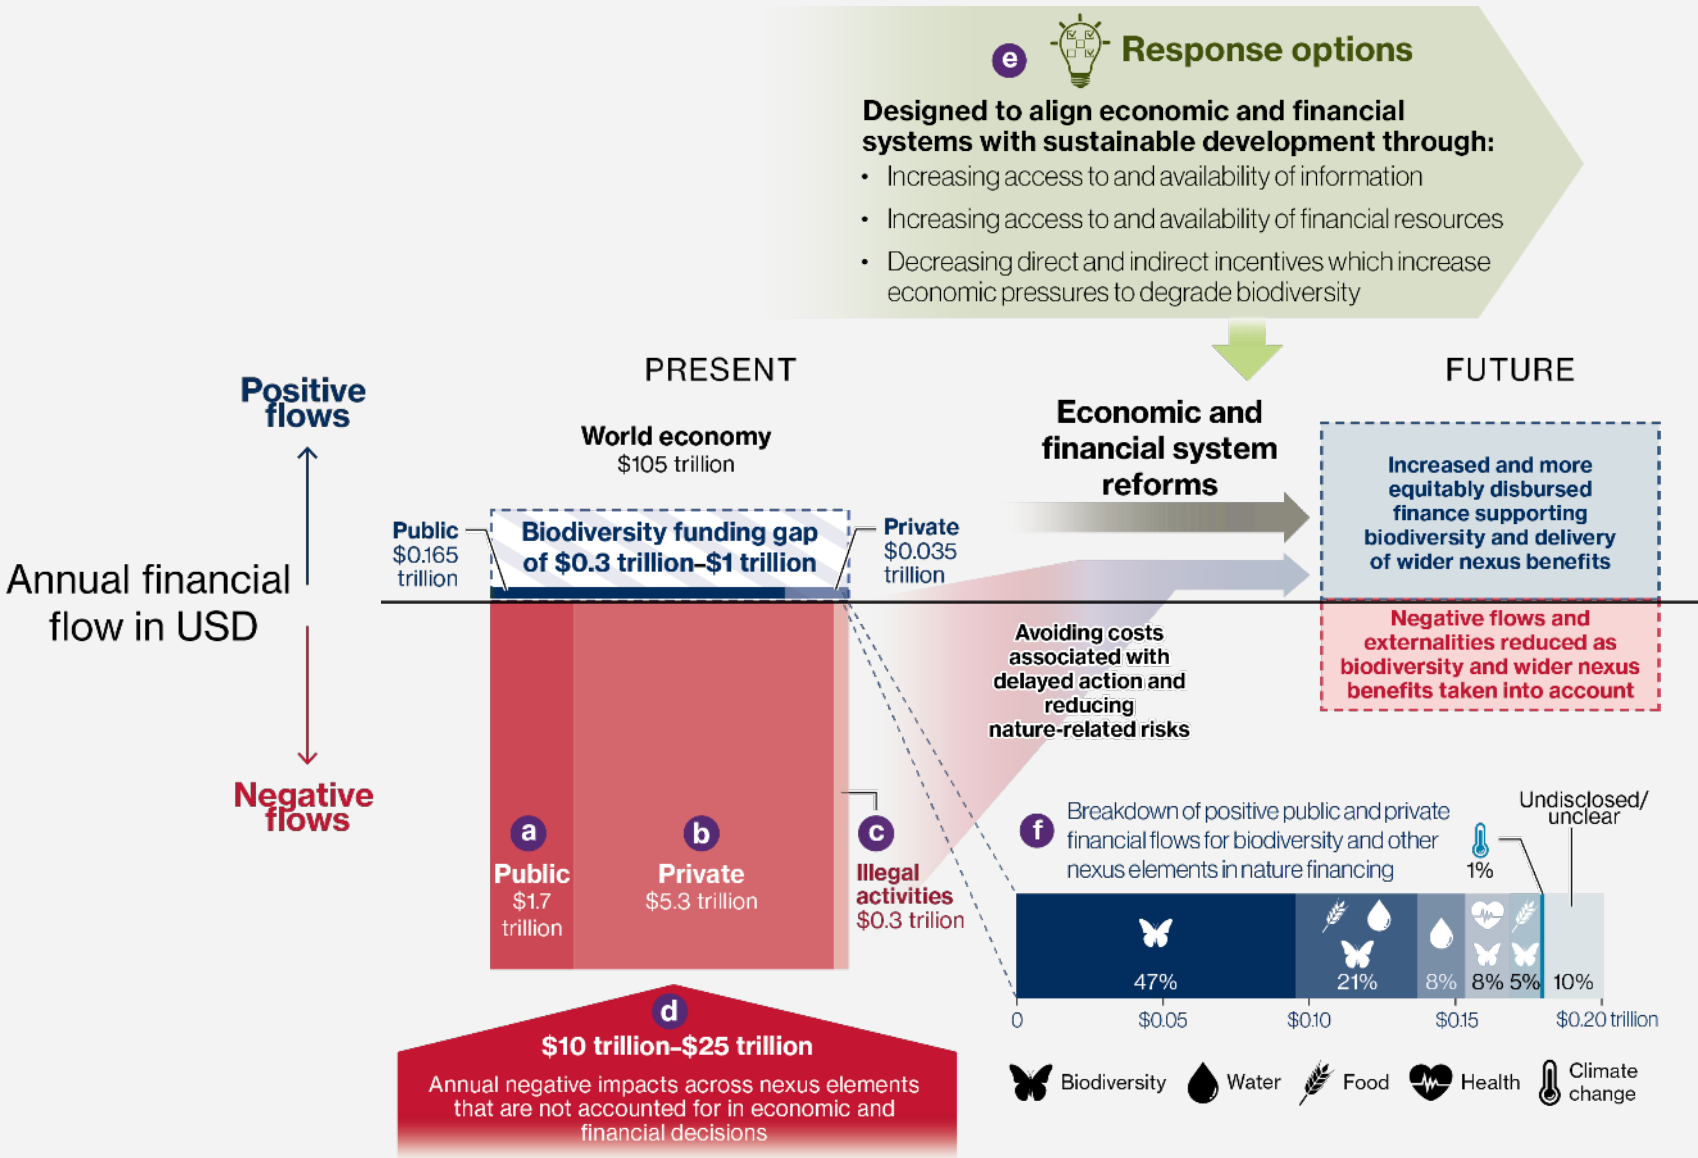 e
Response options
Designed to align economic and financial
systems with sustainable development through:
• Increasing access to and availability of information
• Increasing access to and availability of financial resources
• Decreasing direct and indirect incentives which increase
economic pressures to degrade biodiversity
PRESENT
FUTURE
Positive
flows
Annual financial
flow in USD
Negative
flows
World economy
$105 trillion
Public
$0.165
trillion
Biodiversity funding gap
of $0.3 trillion–$1 trillion
Private
$0.035
trillion
Economic and
financial system
reforms
Increased and more
equitably disbursed
finance supporting
biodiversity and delivery
of wider nexus benefits
Negative flows and
externalities reduced as
biodiversity and wider nexus
benefits taken into account
Avoiding costs
associated with
delayed action and
reducing
nature-related risks
a
Public
$1.7
trillion
b
Private
$5.3 trillion
c
Illegal
activities
$0.3 trilion
d
$10 trillion–$25 trillion
Annual negative impacts across nexus elements
that are not accounted for in economic and
financial decisions
f
Breakdown of positive public and private
financial flows for biodiversity and other
nexus elements in nature financing
1%
Undisclosed/
unclear
47%
21%
8%
8%
5%
10%
0
$0.05
$0.10
$0.15
$0.20 trillion
Biodiversity
Water
Food
Health
Climate
change